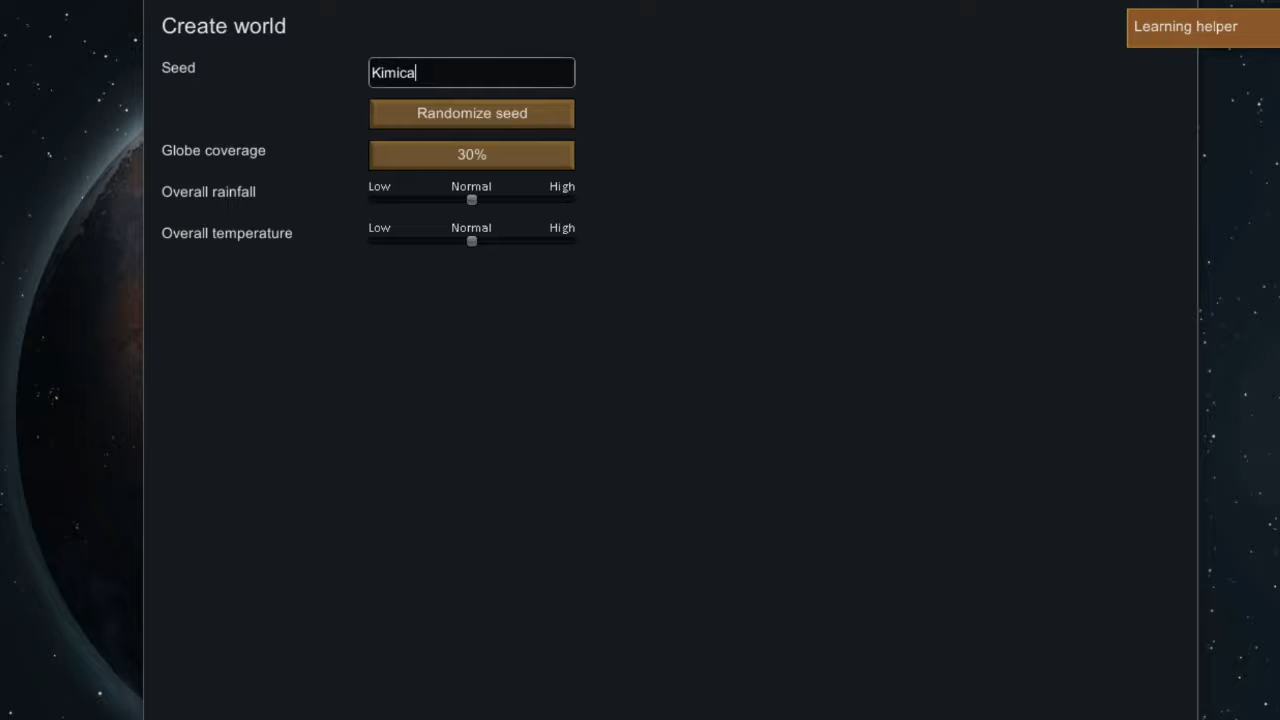 Create world
Learning helper
Seed
Kimica
Randomize seed
Globe coverage
30%
Overall rainfall
Low Normal High
Overall temperature
Low Normal High